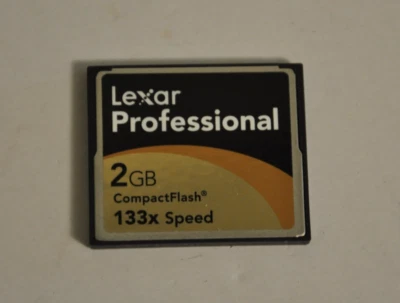 Lexar
Professional
2GB
CompactFlash®
133x Speed